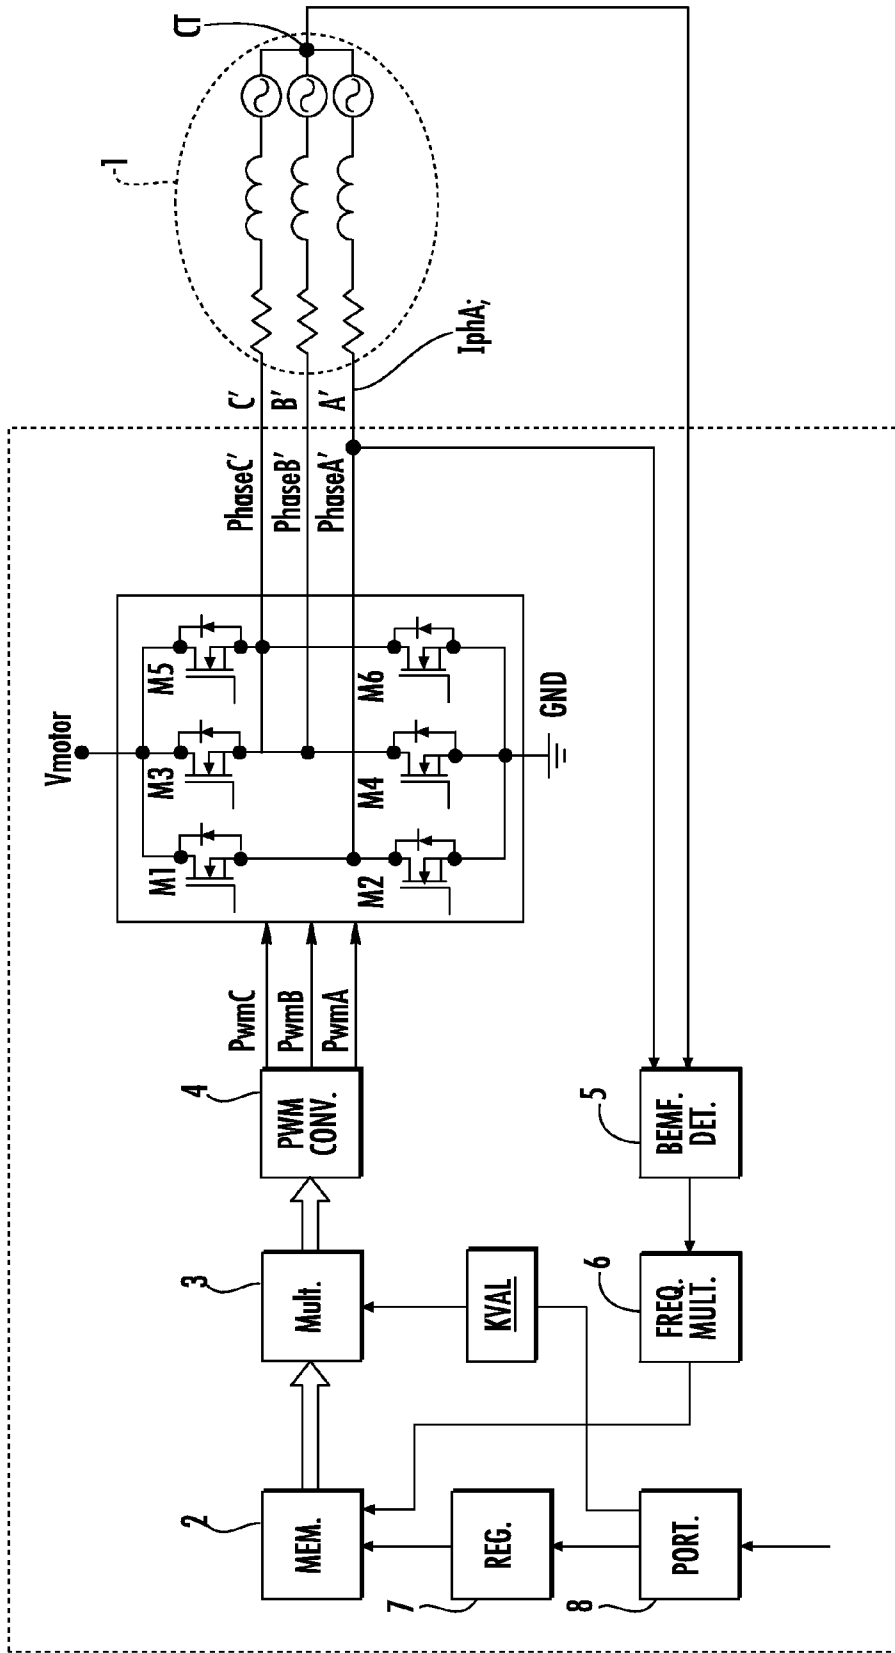 CT
1
C'
B'
A'
IphA;
PhaseC'
PhaseB'
PhaseA'
Vmotor
M5
M3
M1
M6
M4
M2
GND
PwmC
PwmB
PwmA
4
PWM
CONV.
5
BEMF.
DET.
3
Mult.
KVAL
6
FREQ.
MULT.
2
MEM.
7
REG.
8
PORT.